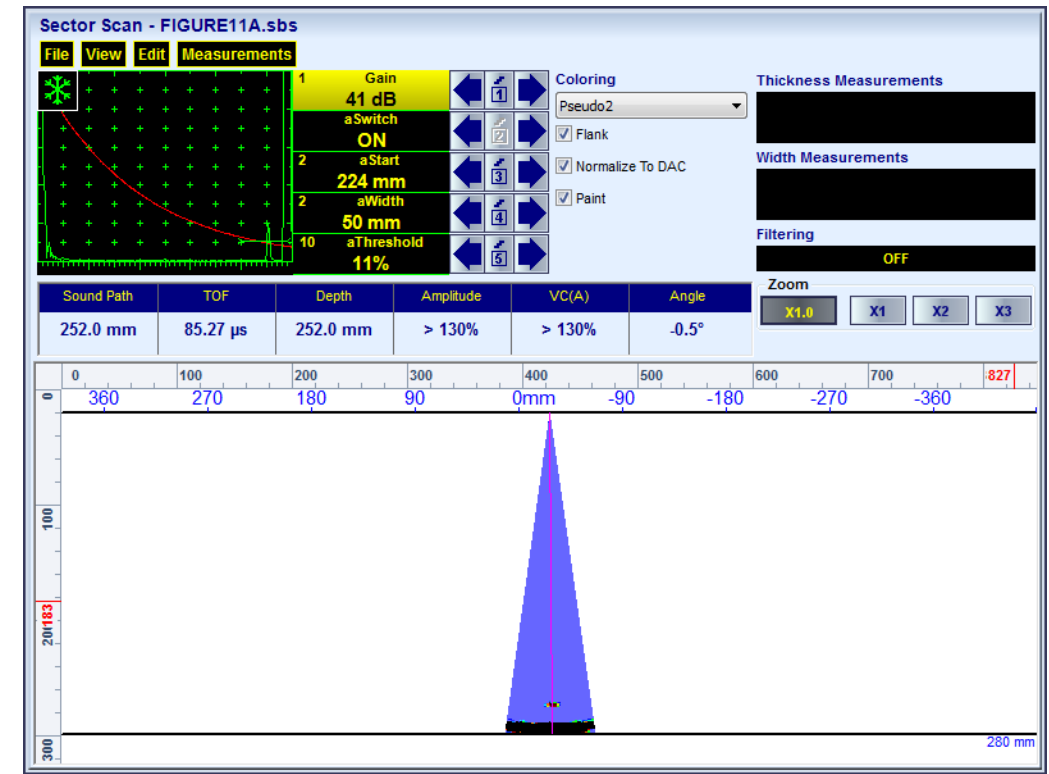 Sector Scan - FIGURE11A.sbs
File View Edit Measurements
1 Gain
41 dB
1
aSwitch
ON
2
2 aStart
224 mm
3
2 aWidth
50 mm
4
10 aThreshold
11%
5
Coloring
Pseudo2
Flank
Normalize To DAC
Paint
Thickness Measurements
Width Measurements
Filtering
OFF
Zoom
X1.0 X1 X2 X3
Sound Path TOF Depth Amplitude VC(A) Angle
252.0 mm 85.27 µs 252.0 mm > 130% > 130% -0.5°
0 100 200 300 400 500 600 700 827
0 360 270 180 90 0mm -90 -180 -270 -360
100
183
200
300
280 mm